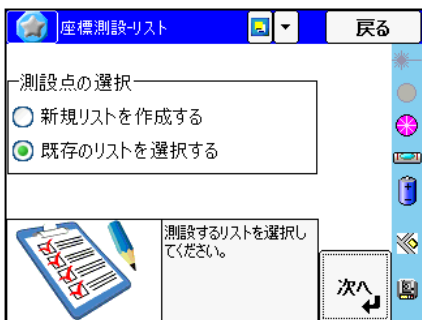 座標測設-リスト
戻る
測設点の選択
新規リストを作成する
既存のリストを選択する
測設するリストを選択し
てください。
次へ